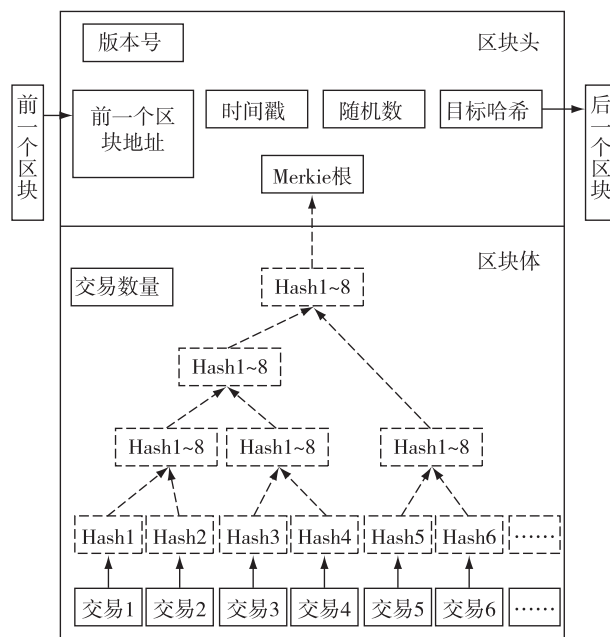 版本号
区块头
前一个区块
前一个区
块地址
时间戳
随机数
目标哈希
后一个区块
Merkie根
区块体
交易数量
Hash1~8
Hash1~8
Hash1~8
Hash1~8
Hash1~8
Hash1
Hash2
Hash3
Hash4
Hash5
Hash6
……
交易1
交易2
交易3
交易4
交易5
交易6
……